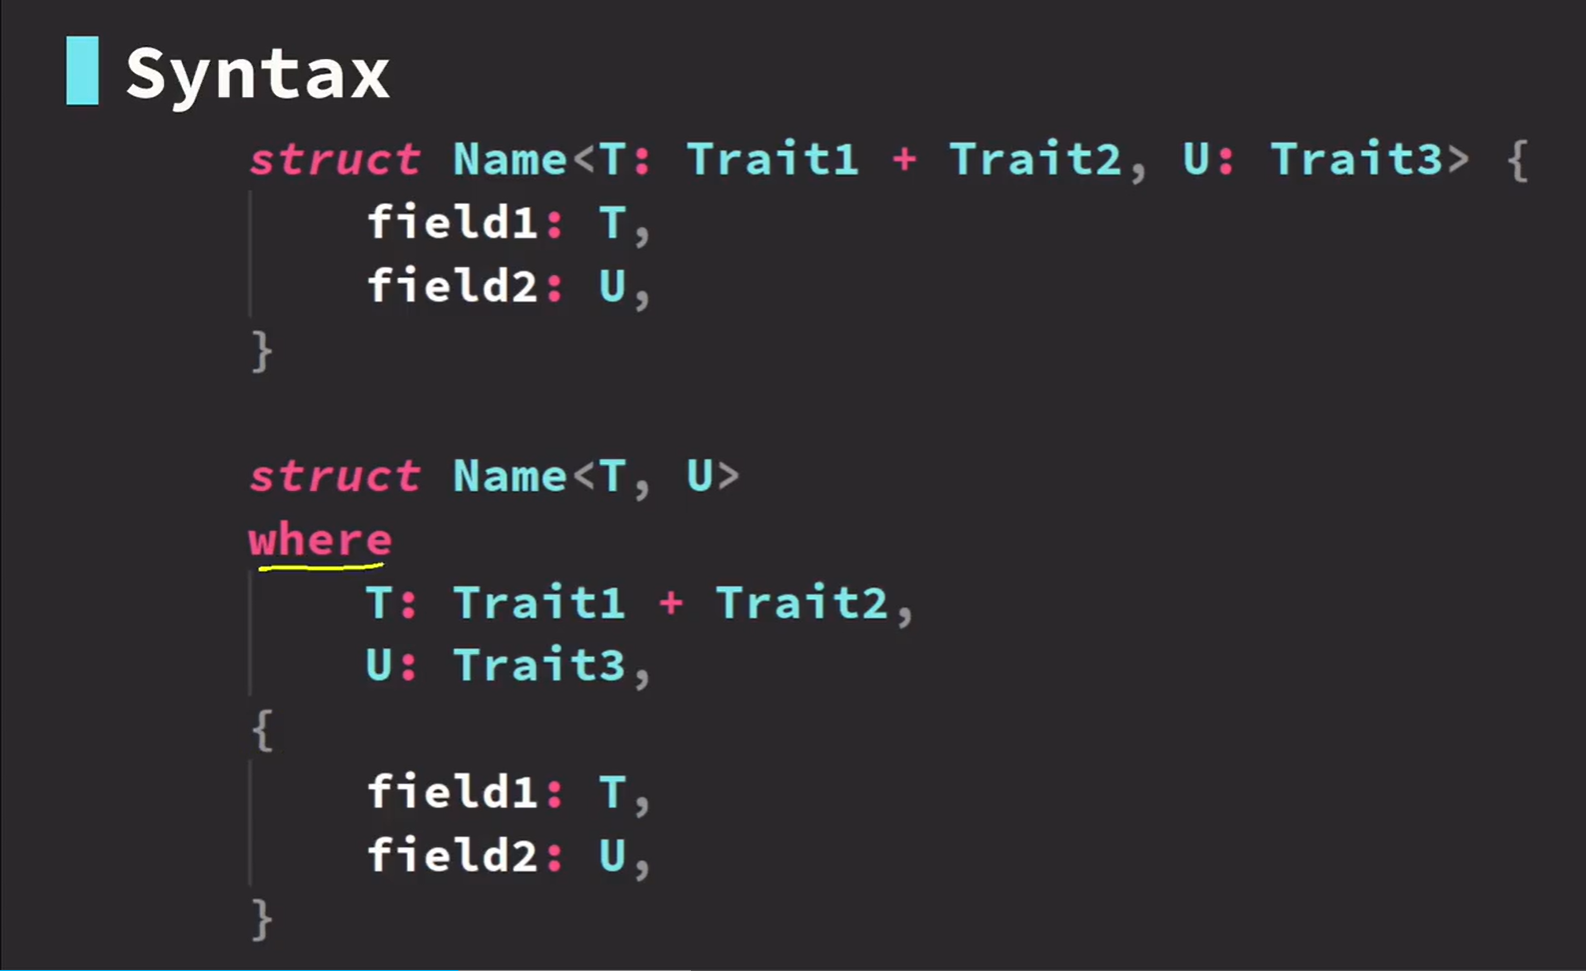 Syntax
struct Name<T: Trait1 + Trait2, U: Trait3> {
    field1: T,
    field2: U,
}
struct Name<T, U>
where
    T: Trait1 + Trait2,
    U: Trait3,
{
    field1: T,
    field2: U,
}